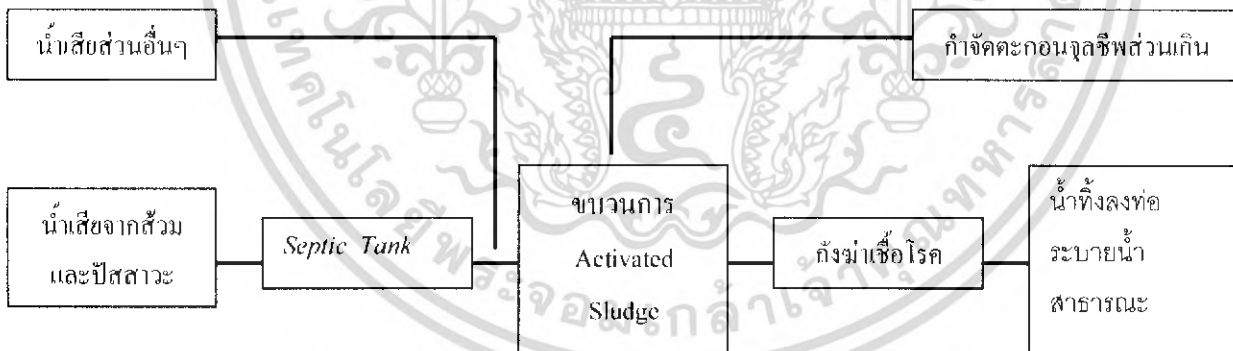 น้ำเสียส่วนอื่นๆ
กำจัดตะกอนจุลชีพส่วนเกิน
น้ำเสียจากส้วม
และปัสสาวะ
Septic Tank
ขบวนการ
Activated
Sludge
ถังฆ่าเชื้อโรค
น้ำทิ้งลงท่อ
ระบายน้ำ
สาธารณะ